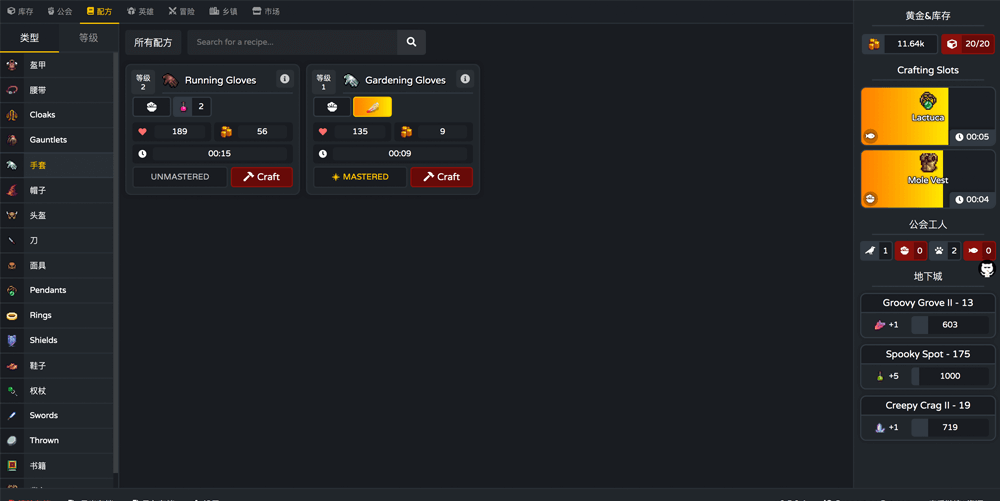 库存 公会 配方 英雄 冒险 乡镇 市场
类型 等级
盔甲
腰带
Cloaks
Gauntlets
手套
帽子
头盔
刀
面具
Pendants
Rings
Shields
鞋子
权杖
Swords
Thrown
书籍
所有配方 Search for a recipe...
等级 2 Running Gloves
2
189 56
00:15
UNMASTERED Craft
等级 1 Gardening Gloves
135 9
00:09
MASTERED Craft
黄金&库存
11.64k 20/20
Crafting Slots
Lactuca
00:05
Mole Vest
00:04
公会工人
1 0 2 0
地下城
Groovy Grove II - 13
+1 603
Spooky Spot - 175
+5 1000
Creepy Crag II - 19
+1 719